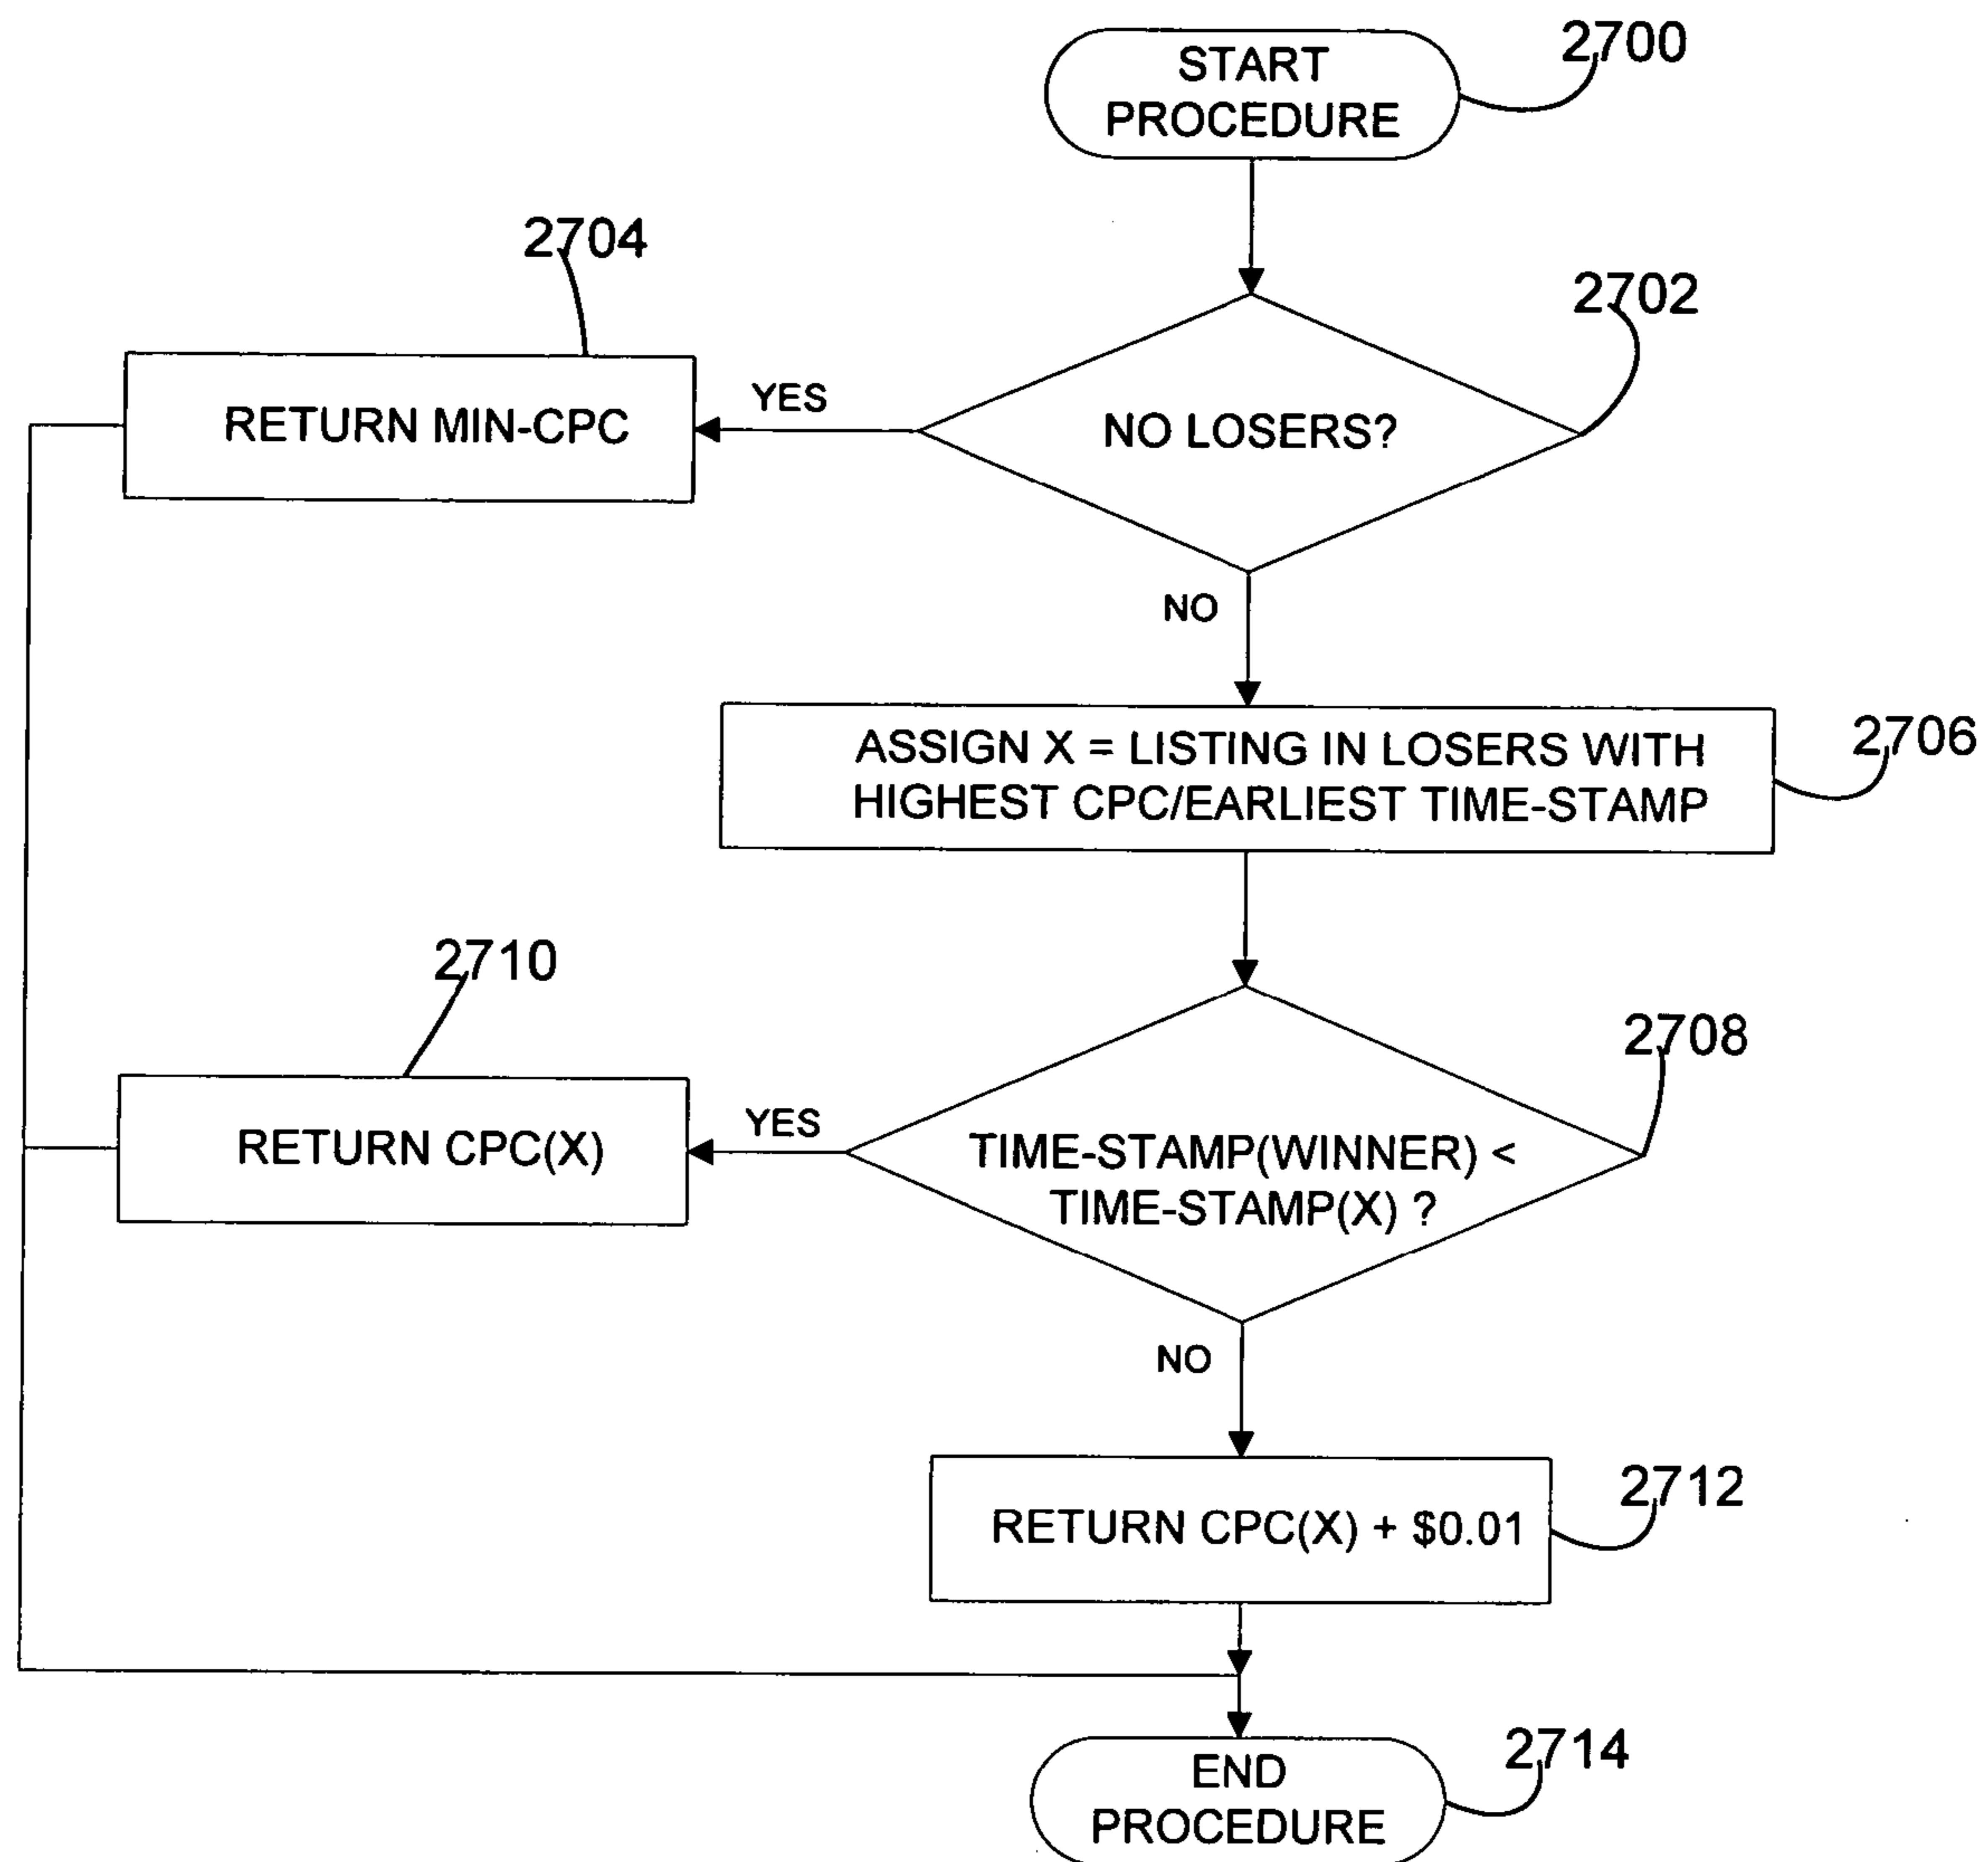 START
PROCEDURE
2700
2704
2702
RETURN MIN-CPC
YES
NO LOSERS?
NO
ASSIGN X = LISTING IN LOSERS WITH
HIGHEST CPC/EARLIEST TIME-STAMP
2706
2710
2708
RETURN CPC(X)
YES
TIME-STAMP(WINNER) <
TIME-STAMP(X) ?
NO
RETURN CPC(X) + $0.01
2712
END
PROCEDURE
2714